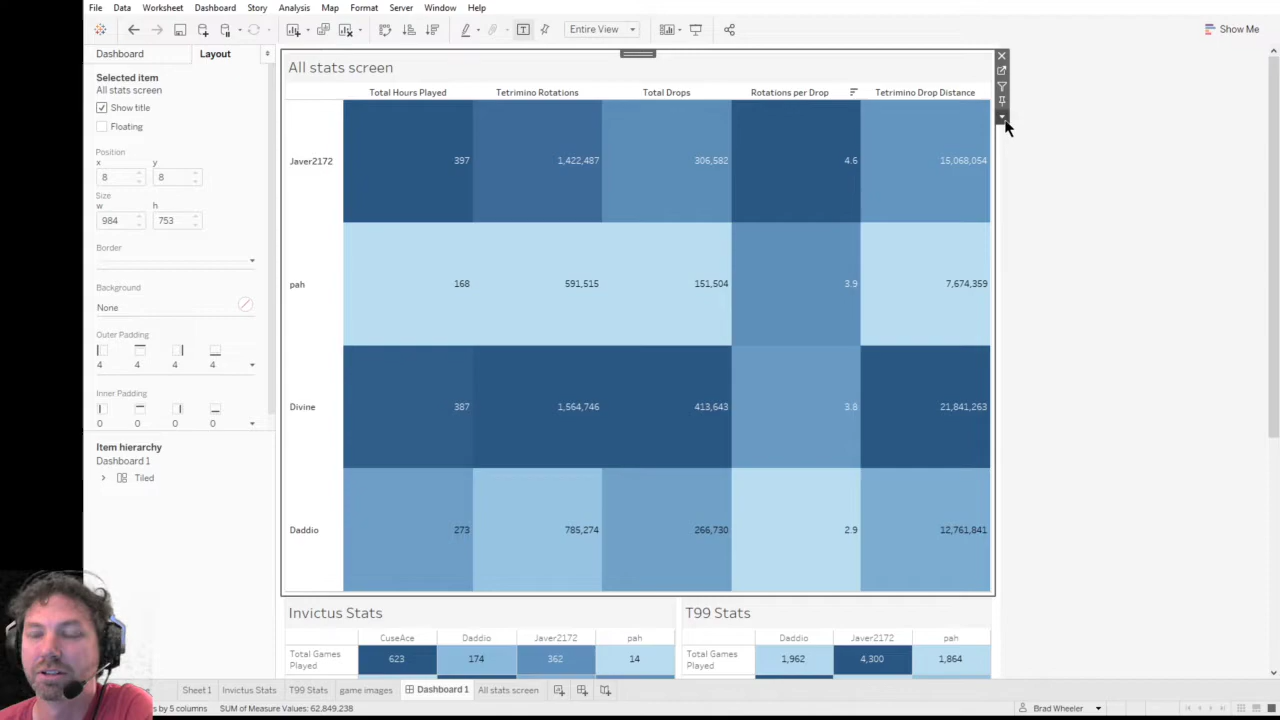 File Data Worksheet Dashboard Story Analysis Map Format Server Window Help
Entire View
Show Me
Dashboard Layout
Selected item
All stats screen
Show title
Floating
Position
x y
8 8
Size
w h
984 753
Border
Background
None
Outer Padding
4 4 4 4
Inner Padding
0 0 0 0
Item hierarchy
Dashboard 1
Tiled
All stats screen
Total Hours Played Tetrimino Rotations Total Drops Rotations per Drop Tetrimino Drop Distance
Javer2172 397 1,422,487 306,582 4.6 15,068,054
pah 168 591,515 151,504 3.9 7,674,359
Divine 387 1,564,746 413,643 3.8 21,841,263
Daddio 273 785,274 266,730 2.9 12,761,841
Invictus Stats
CuseAce Daddio Javer2172 pah
Total Games
Played
623 174 362 14
T99 Stats
Daddio Javer2172 pah
Total Games
Played
1,962 4,300 1,864
Sheet 1 Invictus Stats T99 Stats game images Dashboard 1 All stats screen
by 5 columns SUM of Measure Values: 62,849,238
Brad Wheeler